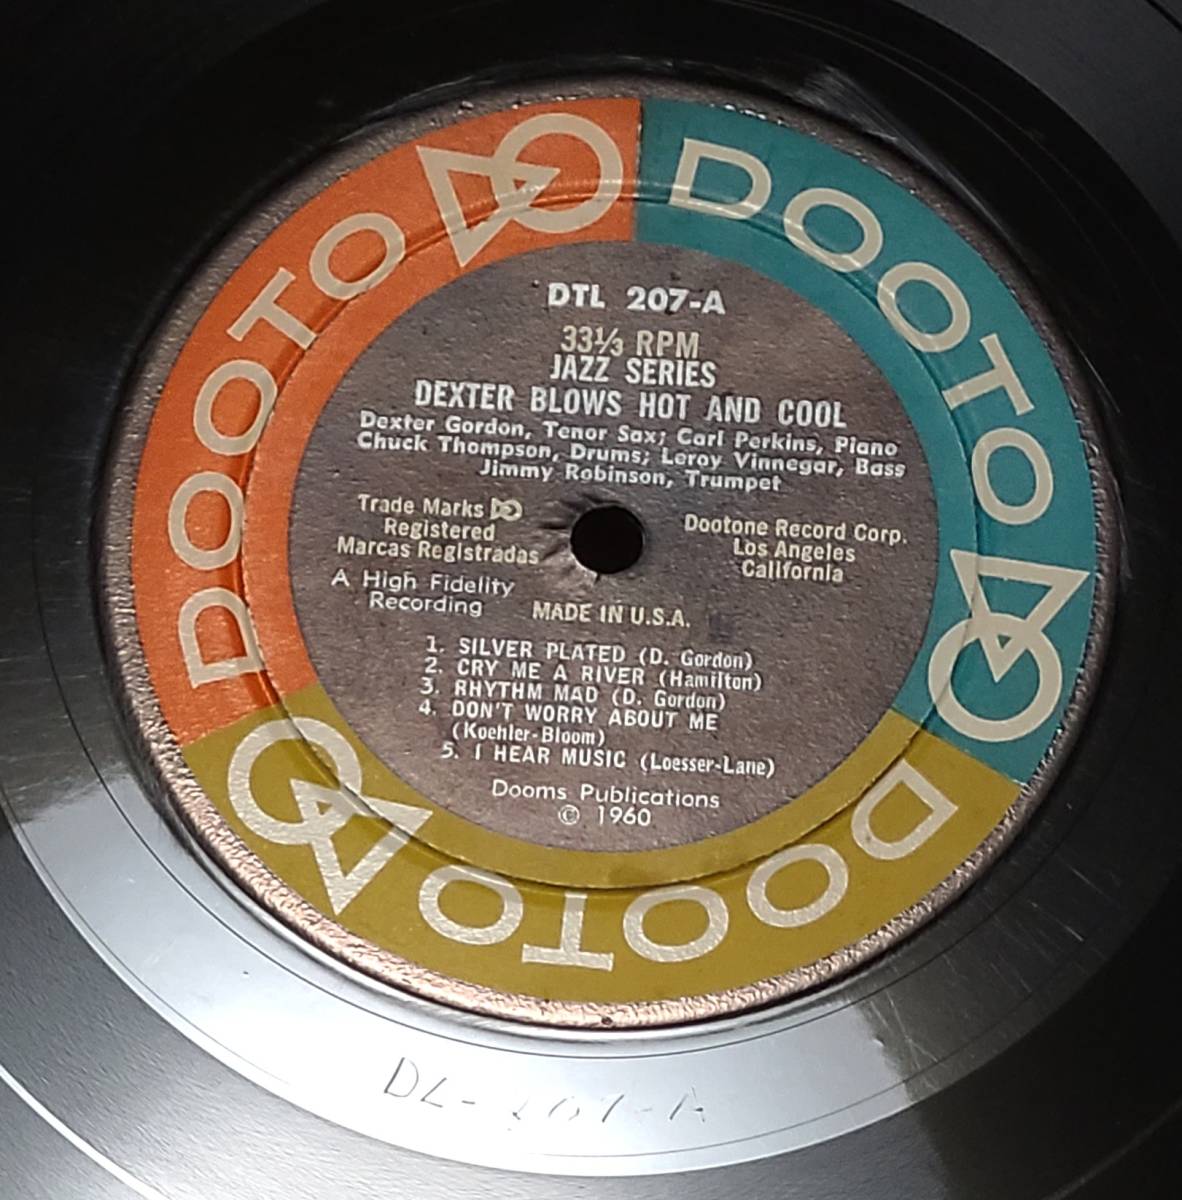 DOOTO
DOOTO
DOOTO
DTL 207-A
33⅓ RPM
JAZZ SERIES
DEXTER BLOWS HOT AND COOL
Dexter Gordon, Tenor Sax; Carl Perkins, Piano
Chuck Thompson, Drums; Leroy Vinnegar, Bass
Jimmy Robinson, Trumpet
Trade Marks DO
Registered
Marcas Registradas
A High Fidelity
Recording
Dootone Record Corp.
Los Angeles
California
MADE IN U.S.A.
1. SILVER PLATED (D. Gordon)
2. CRY ME A RIVER (Hamilton)
3. RHYTHM MAD (D. Gordon)
4. DON'T WORRY ABOUT ME
(Koehler-Bloom)
5. I HEAR MUSIC (Loesser-Lane)
Dooms Publications
© 1960
DL-207-A